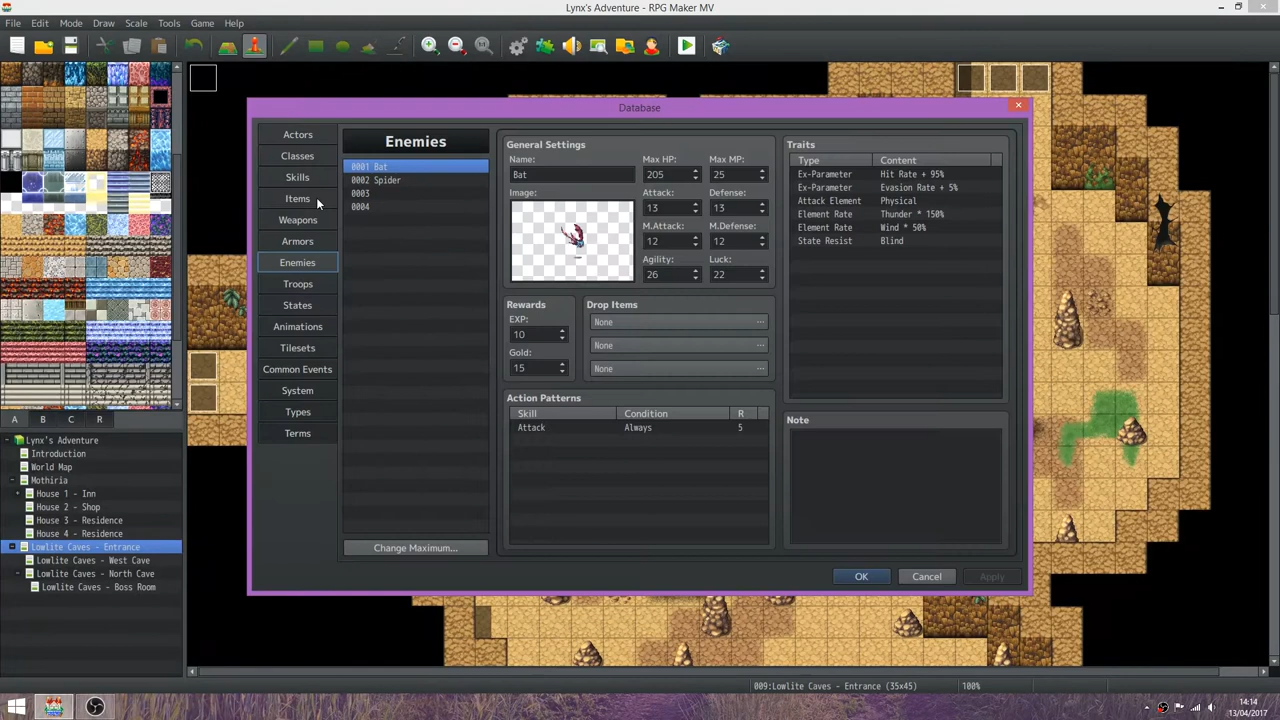 Lynx's Adventure - RPG Maker MV
File Edit Mode Draw Scale Tools Game Help
Database
Actors
Classes
Skills
Items
Weapons
Armors
Enemies
Troops
States
Animations
Tilesets
Common Events
System
Types
Terms
Enemies
0001 Bat
0002 Spider
0003
0004
Change Maximum...
General Settings
Name:
Bat
Image:
Max HP: Max MP:
205 25
Attack: Defense:
13 13
M.Attack: M.Defense:
12 12
Agility: Luck:
26 22
Rewards
EXP:
10
Gold:
15
Drop Items
None ...
None ...
None ...
Action Patterns
Skill Condition R
Attack Always 5
Traits
Type Content
Ex-Parameter Hit Rate + 95%
Ex-Parameter Evasion Rate + 5%
Attack Element Physical
Element Rate Thunder * 150%
Element Rate Wind * 50%
State Resist Blind
Note
OK Cancel Apply
A B C R
Lynx's Adventure
Introduction
World Map
Mothiria
House 1 - Inn
House 2 - Shop
House 3 - Residence
House 4 - Residence
Lowlite Caves - Entrance
Lowlite Caves - West Cave
Lowlite Caves - North Cave
Lowlite Caves - Boss Room
009:Lowlite Caves - Entrance (35x45) 100%
14:14
13/04/2017